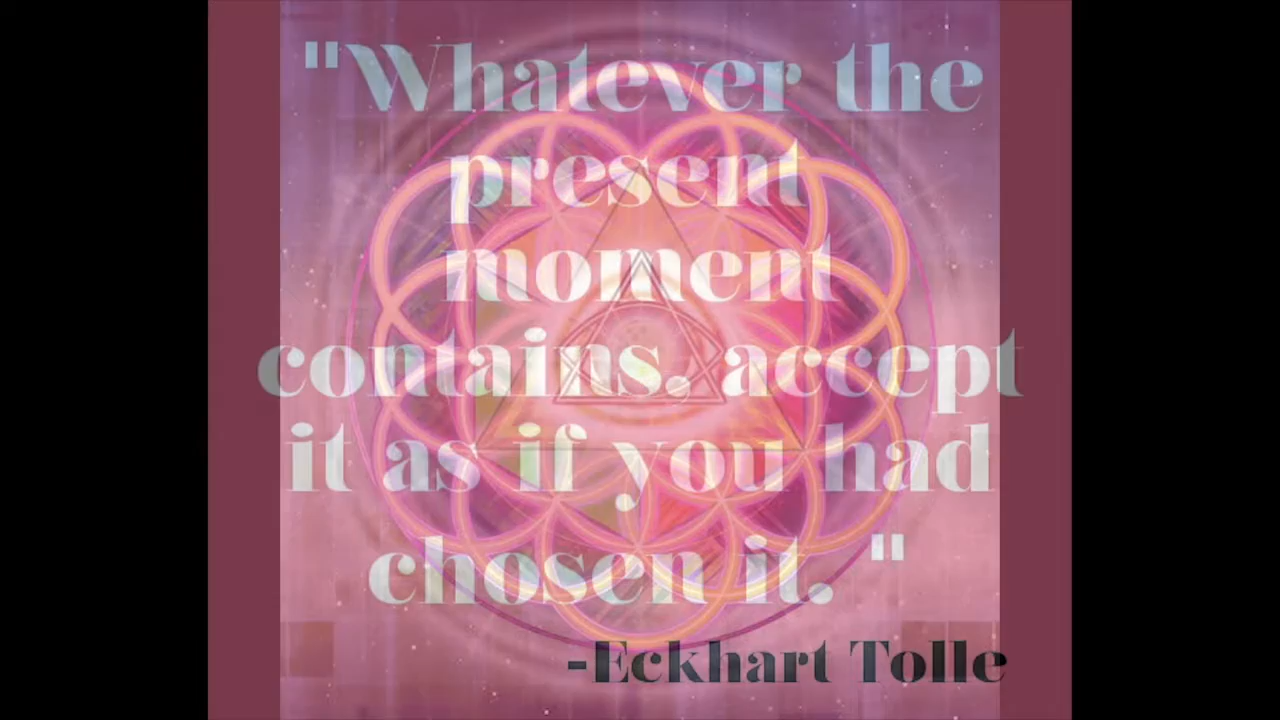 "Whatever the
present
moment
contains, accept
it as if you had
chosen it. "
-Eckhart Tolle